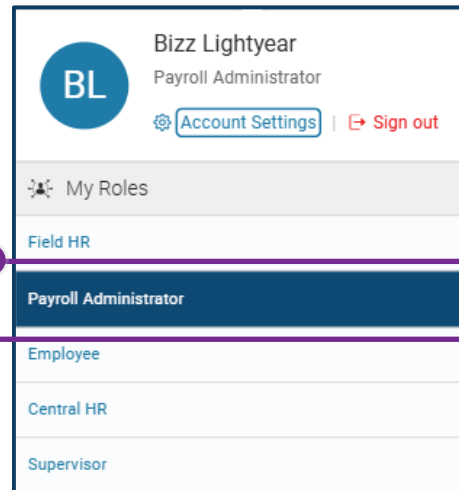 BL
Bizz Lightyear
Payroll Administrator
Account Settings | Sign out
My Roles
Field HR
Payroll Administrator
Employee
Central HR
Supervisor